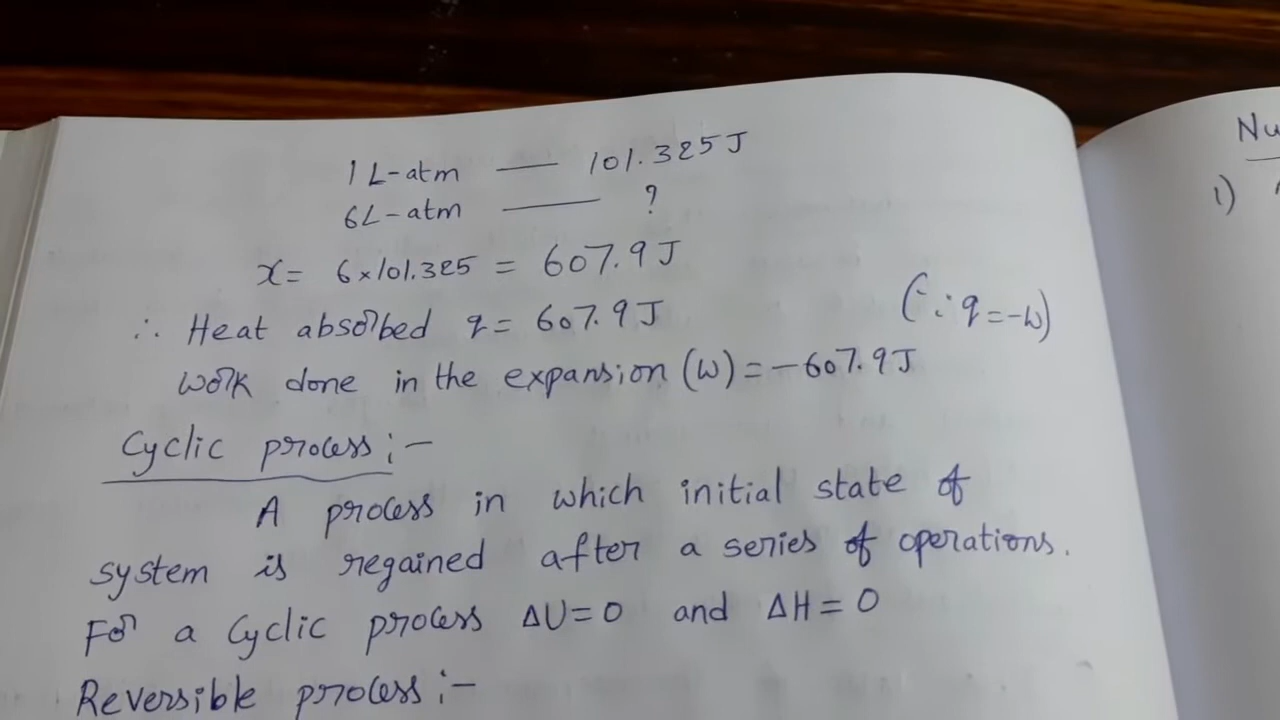 1 L-atm — 101.325 J
6L-atm — ?
x = 6×101.325 = 607.9 J
∴ Heat absorbed q = 607.9 J (∵ q = -w)
work done in the expansion (w) = -607.9 J
Cyclic process :-
A process in which initial state of
system is regained after a series of operations.
For a cyclic process ΔU = 0 and ΔH = 0
Reversible process :-
1)